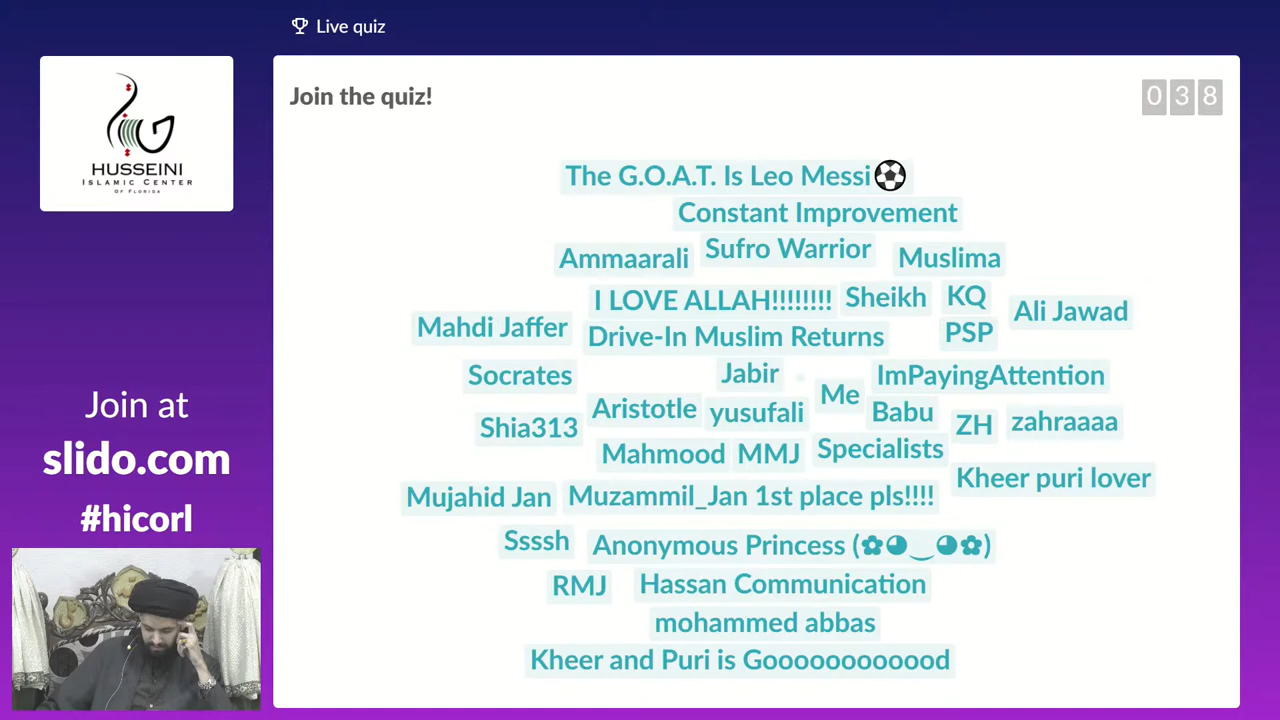 Live quiz
HUSSEINI
ISLAMIC CENTER
OF FLORIDA
Join the quiz!
038
The G.O.A.T. Is Leo Messi⚽
Constant Improvement
Ammaarali
Sufro Warrior
Muslima
I LOVE ALLAH!!!!!!!!
Sheikh
KQ
Ali Jawad
Mahdi Jaffer
Drive-In Muslim Returns
PSP
Socrates
Jabir
ImPayingAttention
Me
Shia313
Aristotle
yusufali
Babu
ZH
zahraaaa
Mahmood
MMJ
Specialists
Kheer puri lover
Mujahid Jan
Muzammil_Jan 1st place pls!!!!
Ssssh
Anonymous Princess (✿◕‿◕✿)
RMJ
Hassan Communication
mohammed abbas
Kheer and Puri is Goooooooooood
Join at
slido.com
#hicorl